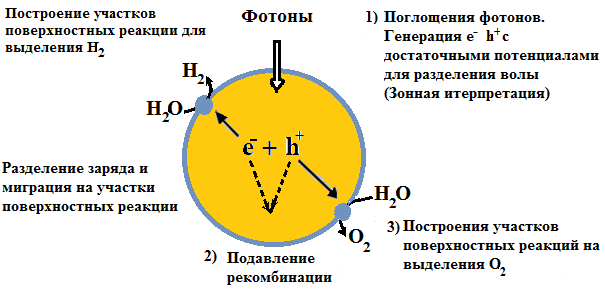 Построение участков
поверхностных реакции для
выделения H₂
Фотоны
1) Поглощения фотонов.
Генерация e⁻ h⁺ с
достаточными потенциалами
для разделения волы
(Зонная итерпретация)
H₂
H₂O
e⁻ + h⁺
Разделение заряда и
миграция на участки
поверхностных реакции
H₂O
O₂
2) Подавление
рекомбинации
3) Построения участков
поверхностных реакций на
выделения O₂